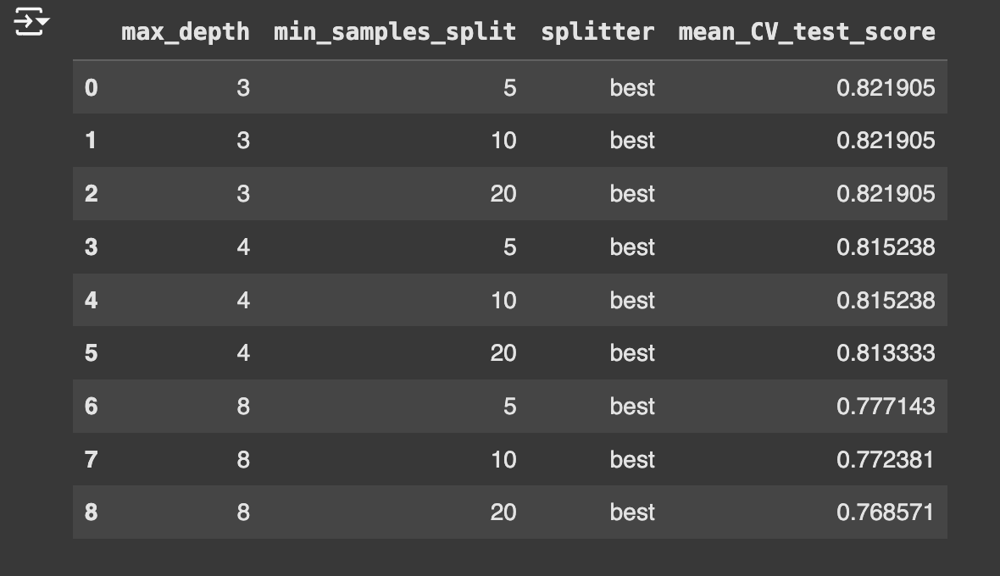 max_depth min_samples_split splitter mean_CV_test_score
0 3 5 best 0.821905
1 3 10 best 0.821905
2 3 20 best 0.821905
3 4 5 best 0.815238
4 4 10 best 0.815238
5 4 20 best 0.813333
6 8 5 best 0.777143
7 8 10 best 0.772381
8 8 20 best 0.768571